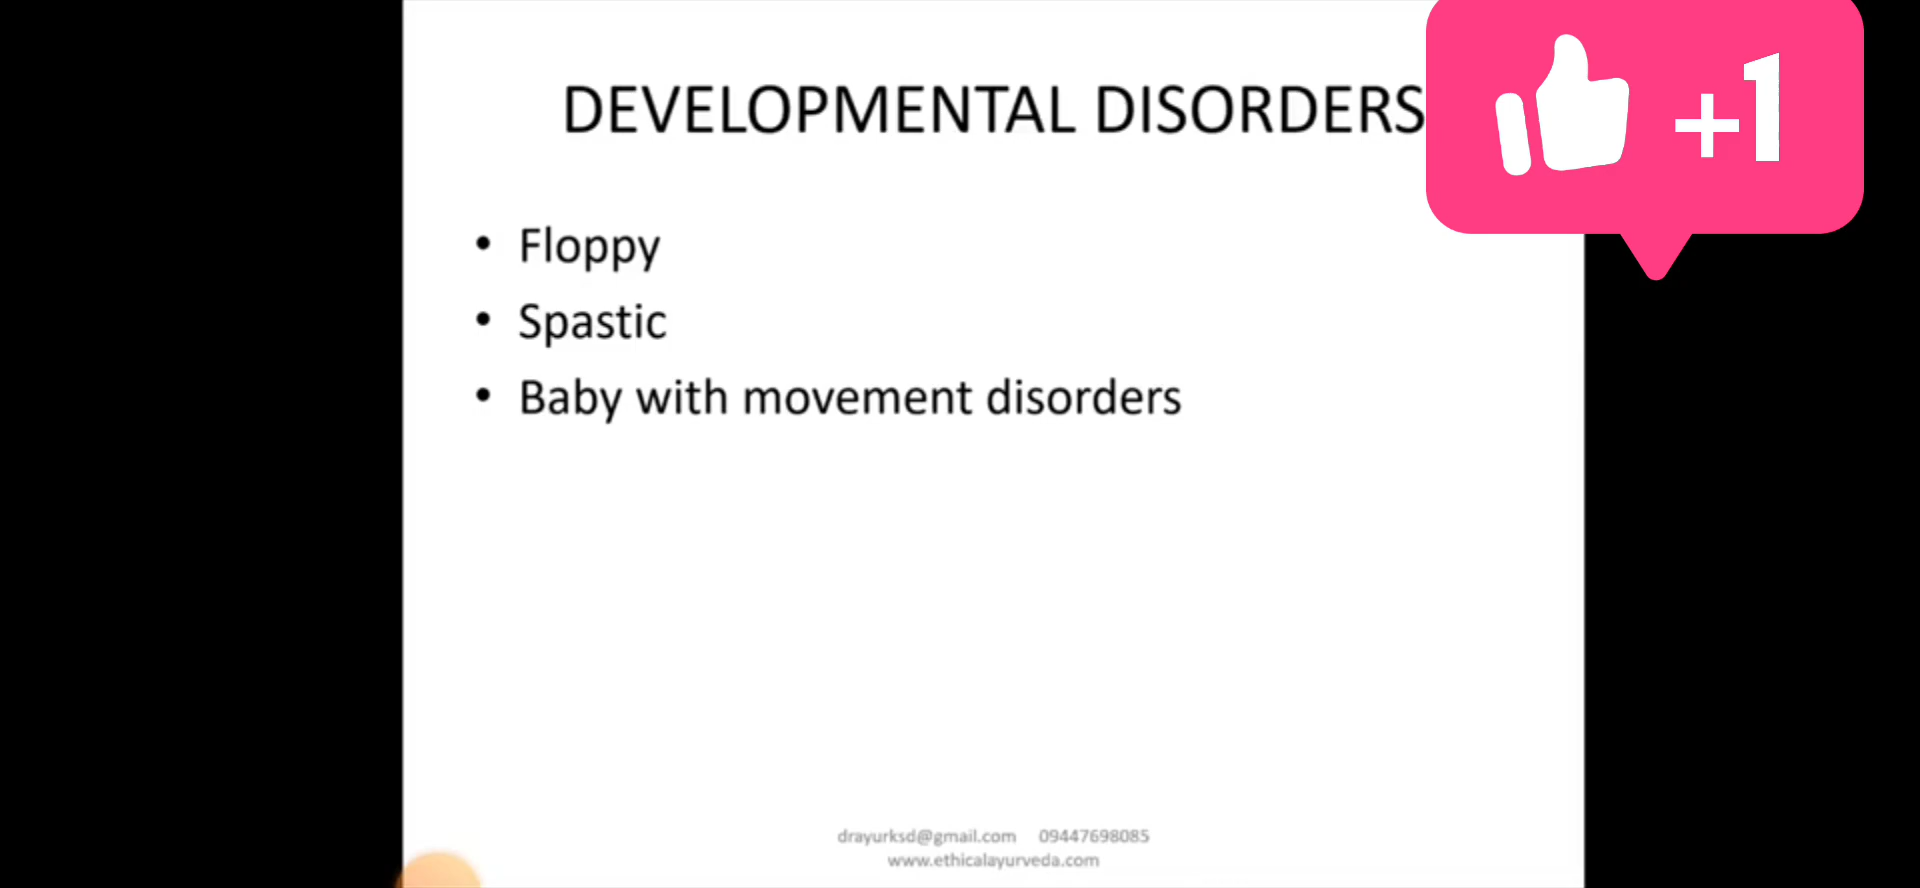 DEVELOPMENTAL DISORDERS
+1
• Floppy
• Spastic
• Baby with movement disorders
drayurksd@gmail.com 09447698085
www.ethicalayurveda.com